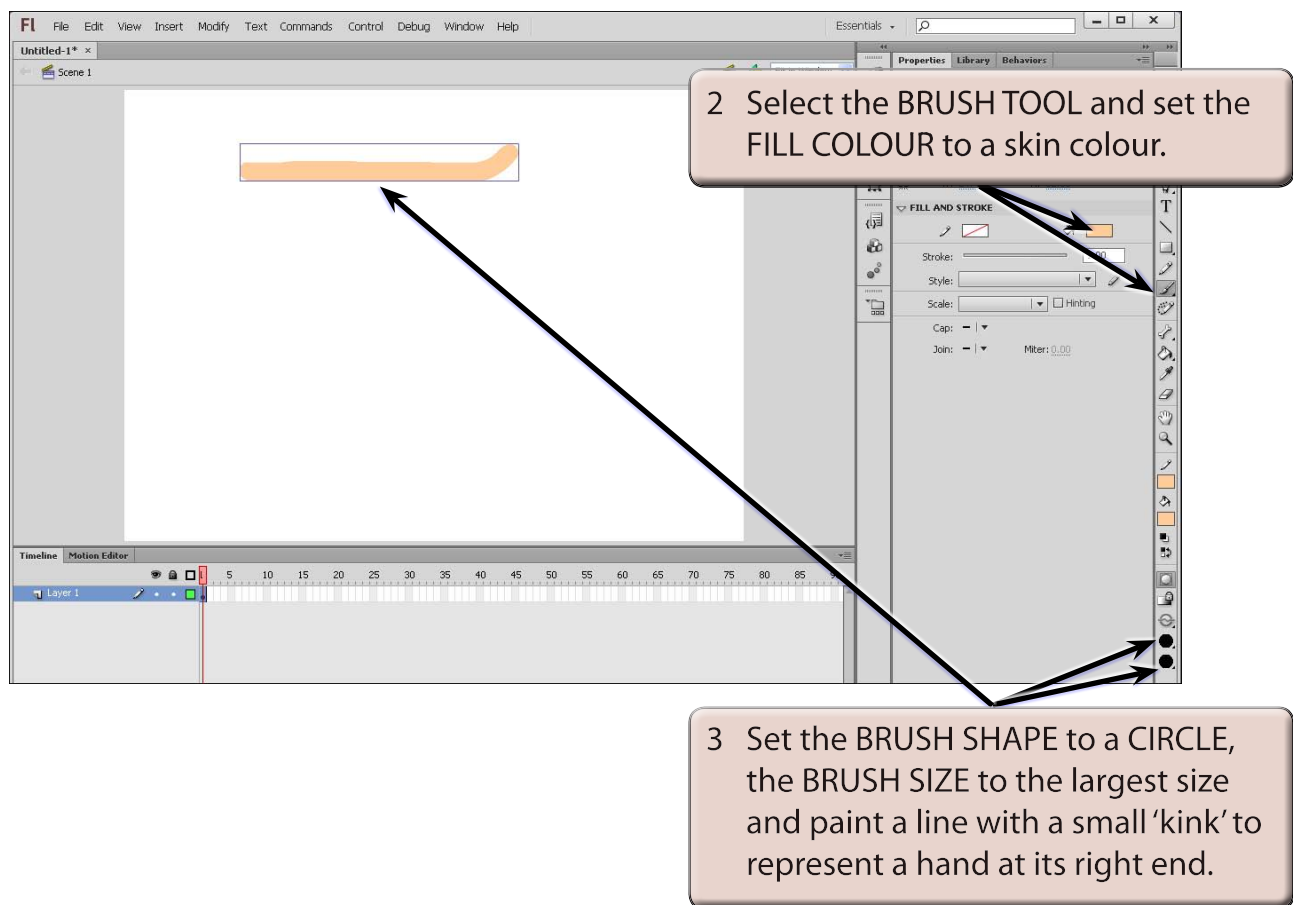 Fl File Edit View Insert Modify Text Commands Control Debug Window Help Essentials
Untitled-1* ×
Scene 1
Properties Library Behaviors
2 Select the BRUSH TOOL and set the
FILL COLOUR to a skin colour.
FILL AND STROKE
Stroke:
Style:
Scale: Hinting
Cap:
Join: Miter: 0.00
Timeline Motion Editor
1 5 10 15 20 25 30 35 40 45 50 55 60 65 70 75 80 85
Layer 1
3 Set the BRUSH SHAPE to a CIRCLE,
the BRUSH SIZE to the largest size
and paint a line with a small ‘kink’ to
represent a hand at its right end.